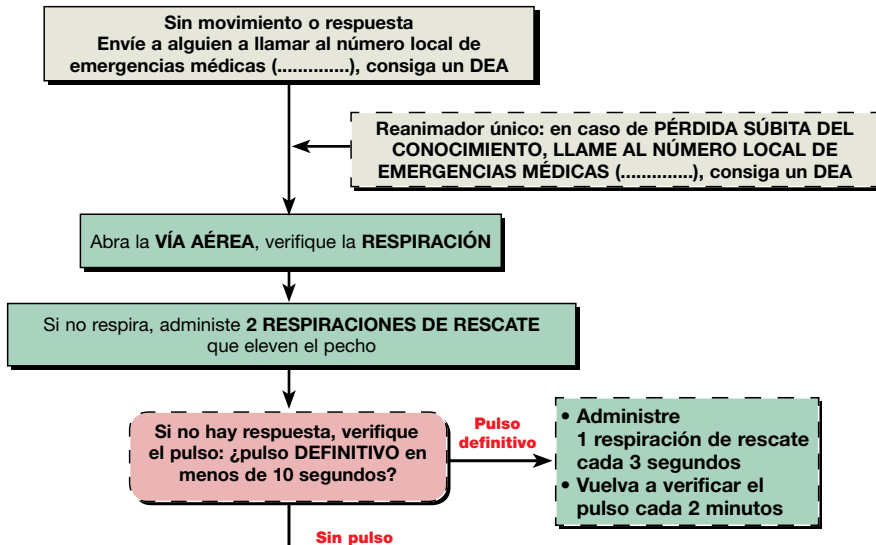 Sin movimiento o respuesta
Envíe a alguien a llamar al número local de
emergencias médicas (..............), consiga un DEA
Reanimador único: en caso de PÉRDIDA SÚBITA DEL
CONOCIMIENTO, LLAME AL NÚMERO LOCAL DE
EMERGENCIAS MÉDICAS (..............), consiga un DEA
Abra la VÍA AÉREA, verifique la RESPIRACIÓN
Si no respira, administe 2 RESPIRACIONES DE RESCATE
que eleven el pecho
Si no hay respuesta, verifique
el pulso: ¿pulso DEFINITIVO en
menos de 10 segundos?
Pulso
definitivo
• Administre
1 respiración de rescate
cada 3 segundos
• Vuelva a verificar el
pulso cada 2 minutos
Sin pulso